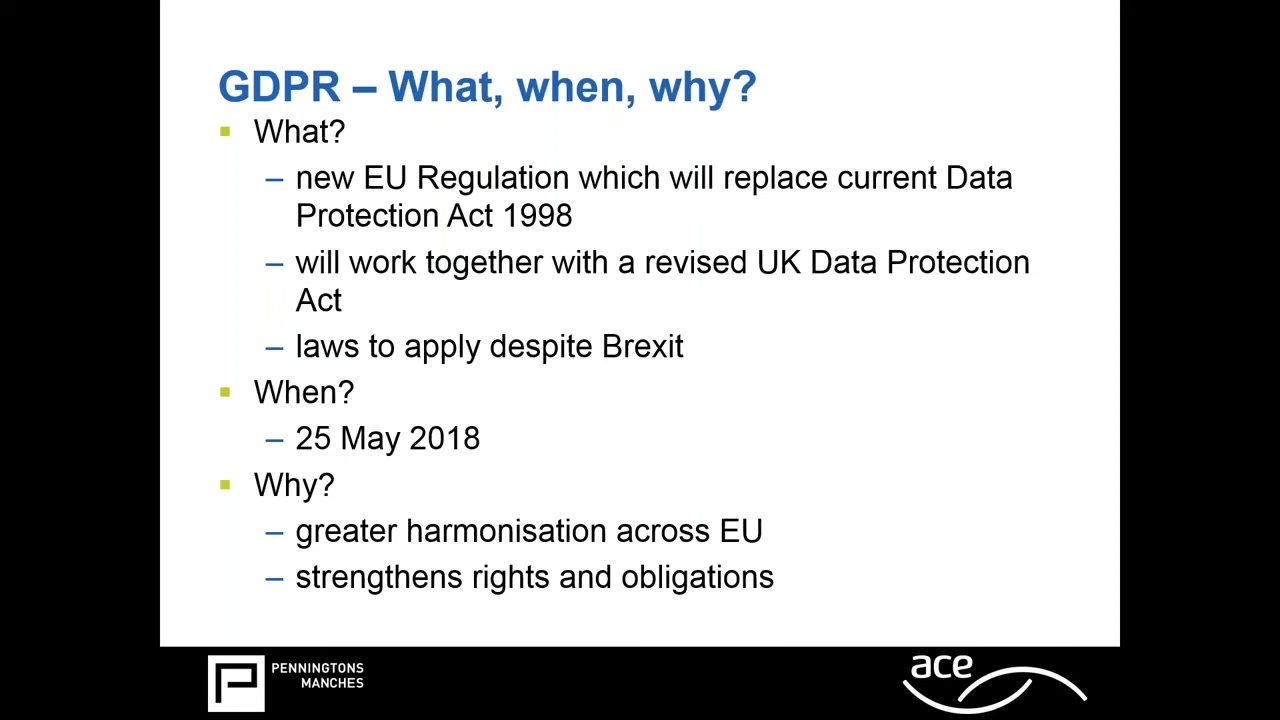 GDPR – What, when, why?
▪ What?
– new EU Regulation which will replace current Data
Protection Act 1998
– will work together with a revised UK Data Protection
Act
– laws to apply despite Brexit
▪ When?
– 25 May 2018
▪ Why?
– greater harmonisation across EU
– strengthens rights and obligations
PENNINGTONS
MANCHES
ace